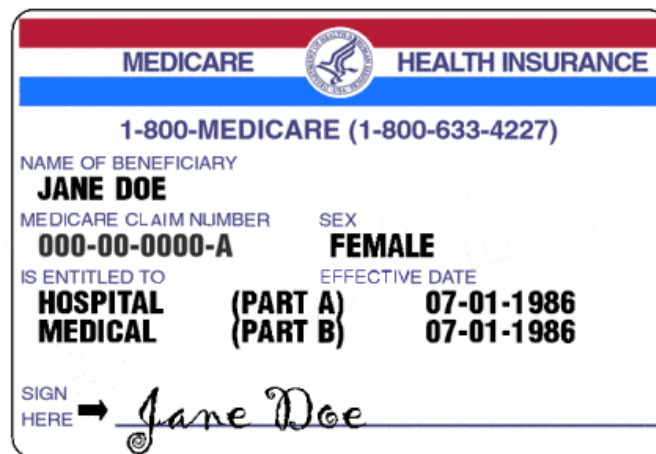 MEDICARE HEALTH INSURANCE
1-800-MEDICARE (1-800-633-4227)
NAME OF BENEFICIARY
JANE DOE
MEDICARE CLAIM NUMBER SEX
000-00-0000-A FEMALE
IS ENTITLED TO EFFECTIVE DATE
HOSPITAL (PART A) 07-01-1986
MEDICAL (PART B) 07-01-1986
SIGN
HERE Jane Doe